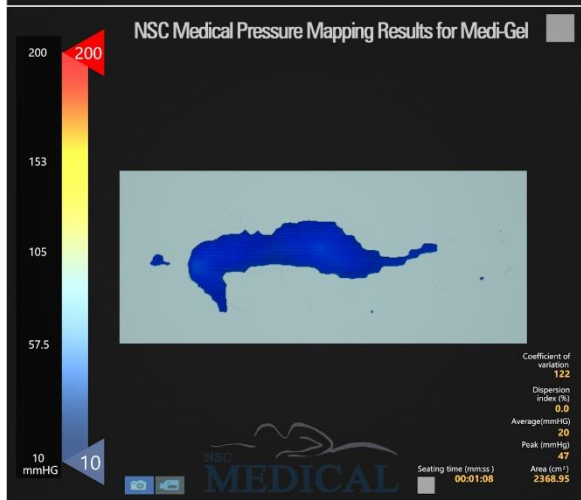 NSC Medical Pressure Mapping Results for Medi-Gel
200
200
153
105
57.5
10
mmHG
10
Coefficient of
variation
122
Dispersion
index (%)
0.0
Average(mmHG)
20
Peak (mmHg)
47
Seating time (mm:ss )
00:01:08
Area (cm²)
2368.95
NSC
MEDICAL